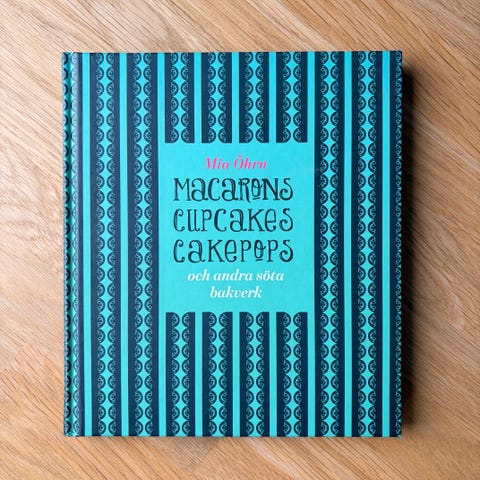 Mia Öhrn
MACARONS
CUPCAKES
CAKEPOPS
och andra söta
bakverk